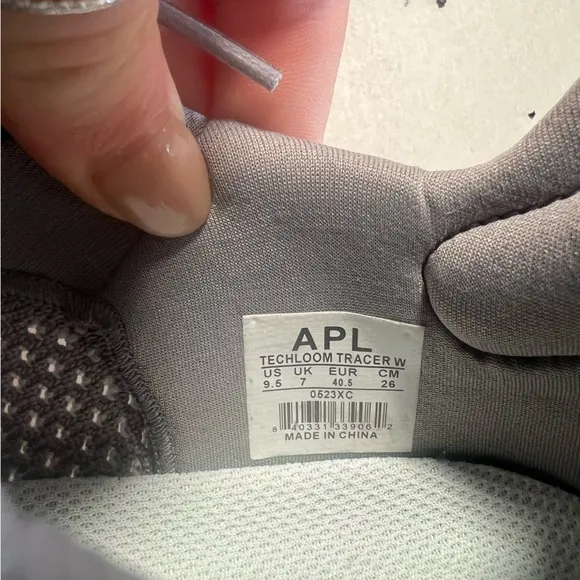 APL
TECHLOOM TRACER W
US UK EUR CM
9.5 7 40.5 26
0523XC
8 40331 33906 2
MADE IN CHINA